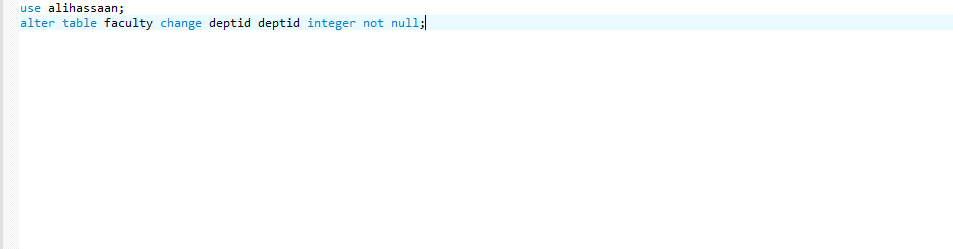 use alihassaan;
alter table faculty change deptid deptid integer not null;